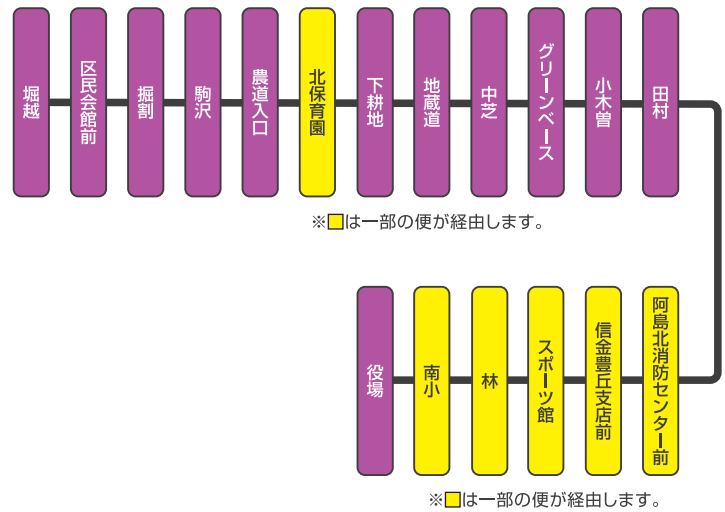 堀越
区民会館前
掘割
駒沢
農道入口
北保育園
下耕地
地蔵道
中芝
グリーンベース
小木曽
田村
※は一部の便が経由します。
役場
南小
林
スポーツ館
信金豊丘支店前
阿島北消防センター前
※は一部の便が経由します。